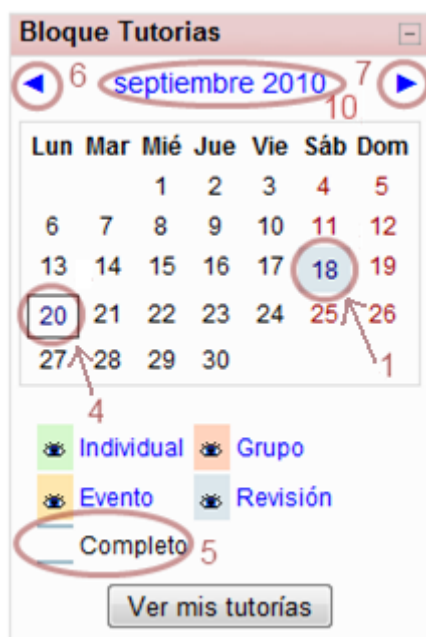 Bloque Tutorias
6 septiembre 2010 7
10
Lun Mar Mié Jue Vie Sáb Dom
1 2 3 4 5
6 7 8 9 10 11 12
13 14 15 16 17 18 19
20 21 22 23 24 25 26
27 28 29 30
1
4
Individual Grupo
Evento Revisión
Completo 5
Ver mis tutorías